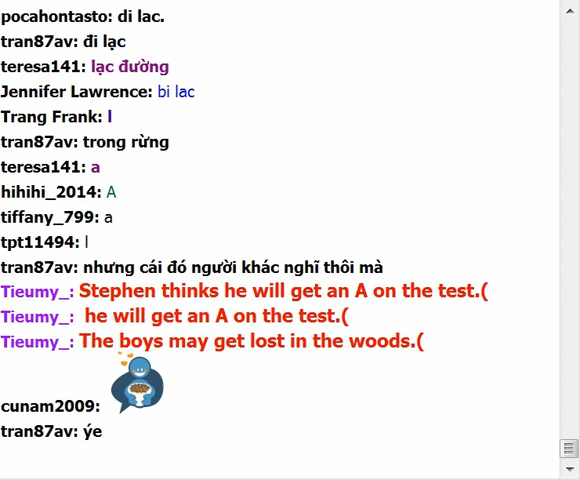 pocahontasto: di lac.
tran87av: đi lạc
teresa141: lạc đường
Jennifer Lawrence: bi lac
Trang Frank: l
tran87av: trong rừng
teresa141: a
hihihi_2014: A
tiffany_799: a
tpt11494: l
tran87av: nhưng cái đó người khác nghĩ thôi mà
Tieumy_: Stephen thinks he will get an A on the test.(
Tieumy_: he will get an A on the test.(
Tieumy_: The boys may get lost in the woods.(
cunam2009:
tran87av: ýe